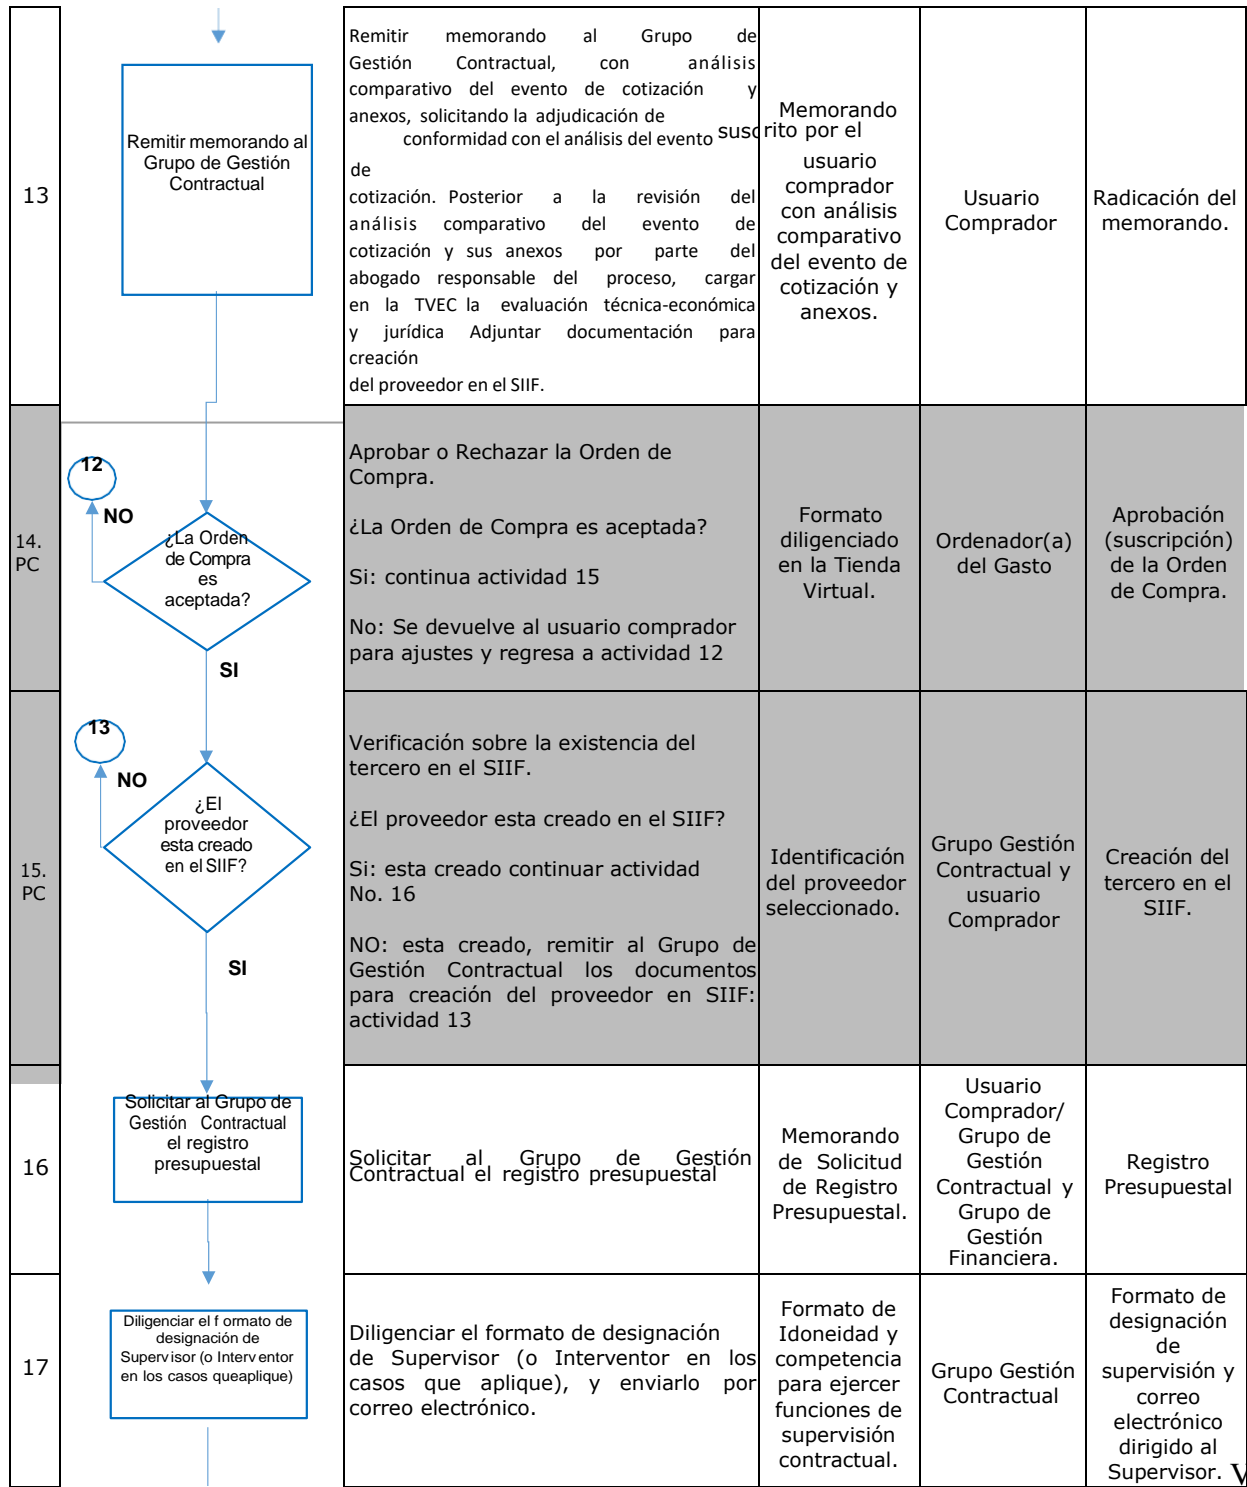 13
Remitir memorando al
Grupo de Gestión
Contractual
Remitir memorando al Grupo de
Gestión Contractual, con análisis
comparativo del evento de cotización y
anexos, solicitando la adjudicación de
conformidad con el análisis del evento
de
cotización. Posterior a la revisión del
análisis comparativo del evento de
cotización y sus anexos por parte del
abogado responsable del proceso, cargar
en la TVEC la evaluación técnica-económica
y jurídica Adjuntar documentación para
creación
del proveedor en el SIIF.
Memorando
suscrito por el
usuario
comprador
con análisis
comparativo
del evento de
cotización y
anexos.
Usuario
Comprador
Radicación del
memorando.
14.
PC
12
NO
¿La Orden
de Compra
es
aceptada?
SI
Aprobar o Rechazar la Orden de
Compra.
¿La Orden de Compra es aceptada?
Si: continua actividad 15
No: Se devuelve al usuario comprador
para ajustes y regresa a actividad 12
Formato
diligenciado
en la Tienda
Virtual.
Ordenador(a)
del Gasto
Aprobación
(suscripción)
de la Orden
de Compra.
15.
PC
13
NO
¿El
proveedor
esta creado
en el SIIF?
SI
Verificación sobre la existencia del
tercero en el SIIF.
¿El proveedor esta creado en el SIIF?
Si: esta creado continuar actividad
No. 16
NO: esta creado, remitir al Grupo de
Gestión Contractual los documentos
para creación del proveedor en SIIF:
actividad 13
Identificación
del proveedor
seleccionado.
Grupo Gestión
Contractual y
usuario
Comprador
Creación del
tercero en el
SIIF.
16
Solicitar al Grupo de
Gestión Contractual
el registro
presupuestal
Solicitar al Grupo de Gestión
Contractual el registro presupuestal
Memorando
de Solicitud
de Registro
Presupuestal.
Usuario
Comprador/
Grupo de
Gestión
Contractual y
Grupo de
Gestión
Financiera.
Registro
Presupuestal
17
Diligenciar el f ormato de
designación de
Supervisor (o Interv entor
en los casos queaplique)
Diligenciar el formato de designación
de Supervisor (o Interventor en los
casos que aplique), y enviarlo por
correo electrónico.
Formato de
Idoneidad y
competencia
para ejercer
funciones de
supervisión
contractual.
Grupo Gestión
Contractual
Formato de
designación
de
supervisión y
correo
electrónico
dirigido al
Supervisor.
V